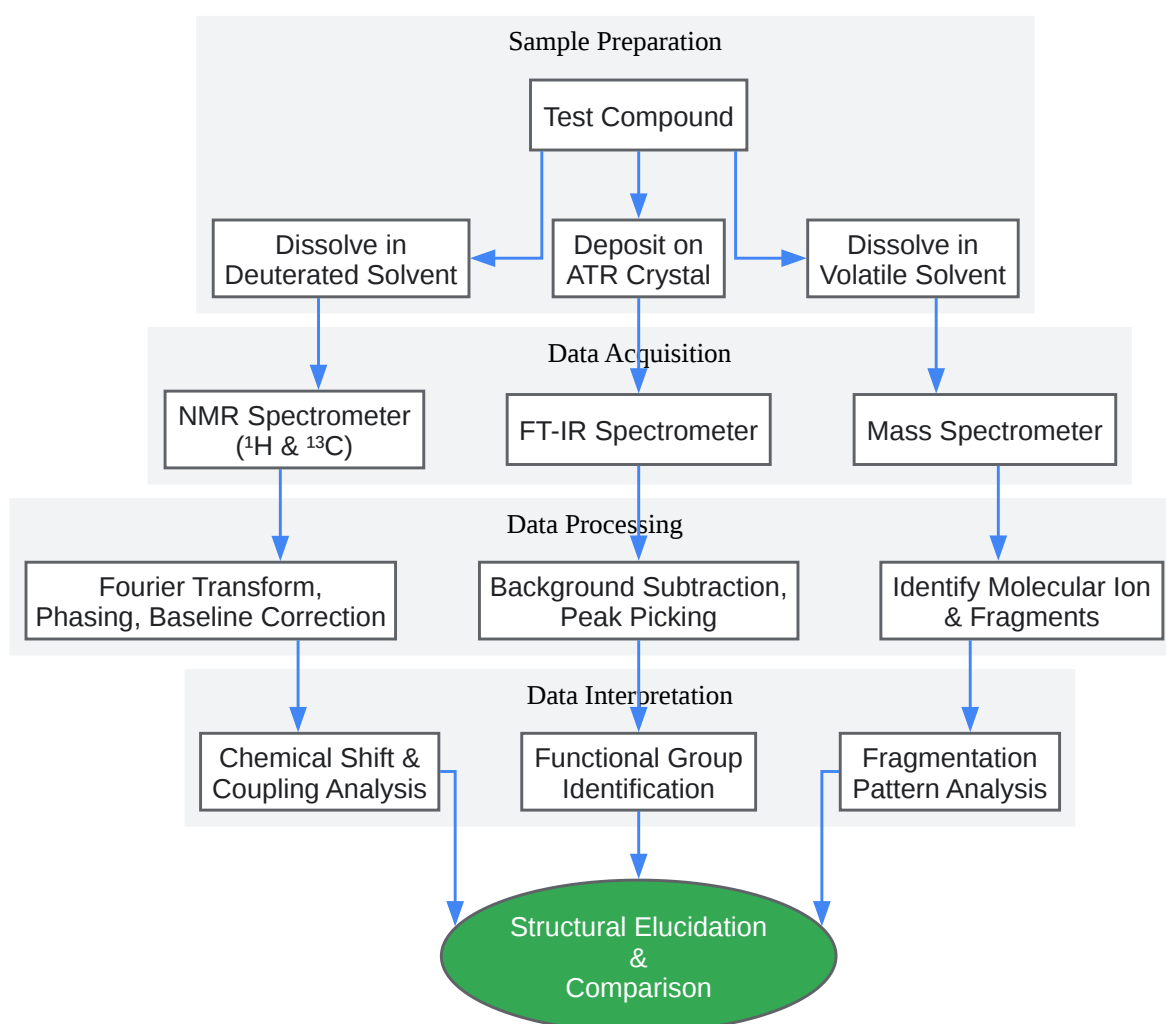 Sample Preparation
Test Compound
Dissolve in
Deuterated Solvent
Deposit on
ATR Crystal
Dissolve in
Volatile Solvent
Data Acquisition
NMR Spectrometer
(¹H & ¹³C)
FT-IR Spectrometer
Mass Spectrometer
Data Processing
Fourier Transform,
Phasing, Baseline Correction
Background Subtraction,
Peak Picking
Identify Molecular Ion
& Fragments
Data Interpretation
Chemical Shift &
Coupling Analysis
Functional Group
Identification
Fragmentation
Pattern Analysis
Structural Elucidation
&
Comparison